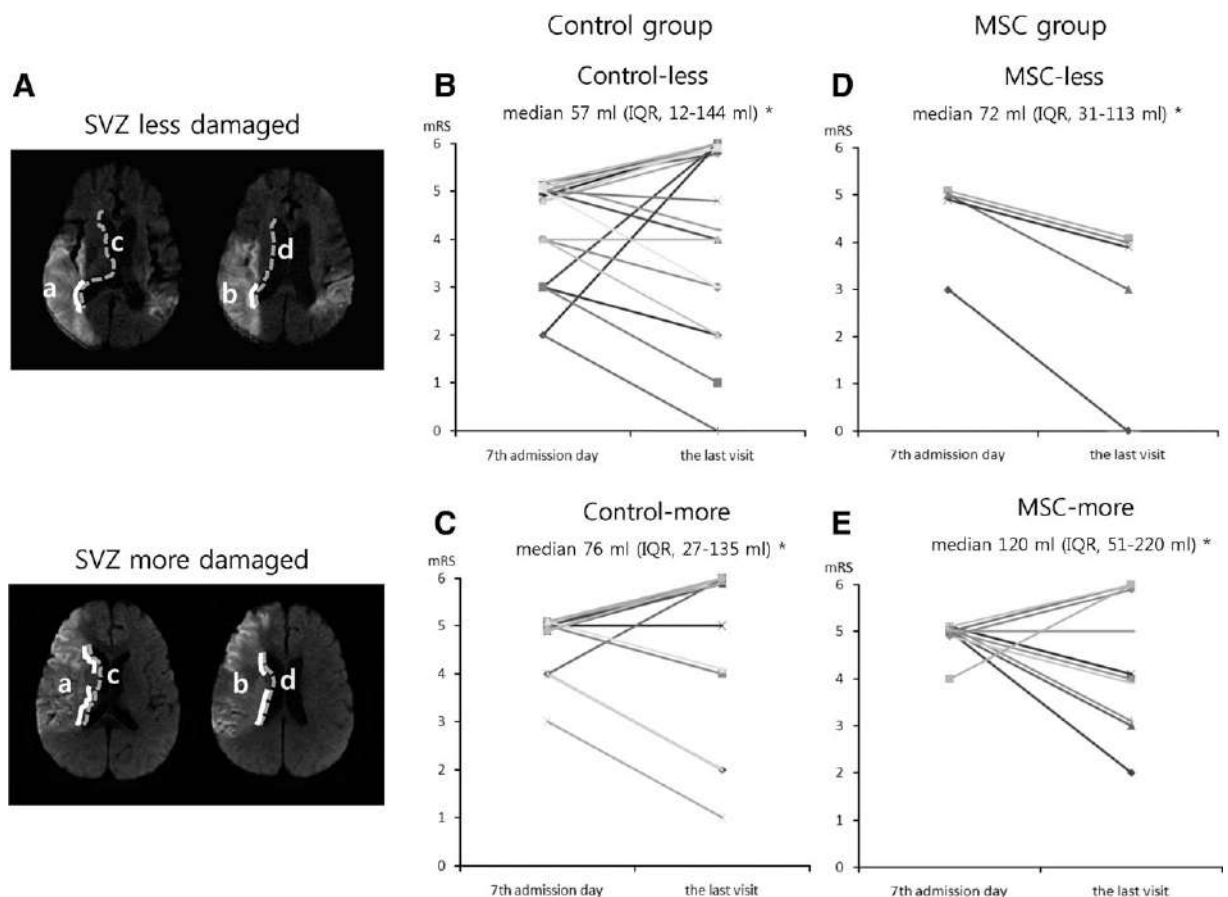 Control group
MSC group
A
SVZ less damaged
a
c
b
d
B
Control-less
median 57 ml (IQR, 12-144 ml) *
mRS
6
5
4
3
2
1
0
7th admission day
the last visit
D
MSC-less
median 72 ml (IQR, 31-113 ml) *
mRS
6
5
4
3
2
1
0
7th admission day
the last visit
SVZ more damaged
a
c
b
d
C
Control-more
median 76 ml (IQR, 27-135 ml) *
mRS
6
5
4
3
2
1
0
7th admission day
the last visit
E
MSC-more
median 120 ml (IQR, 51-220 ml) *
mRS
6
5
4
3
2
1
0
7th admission day
the last visit